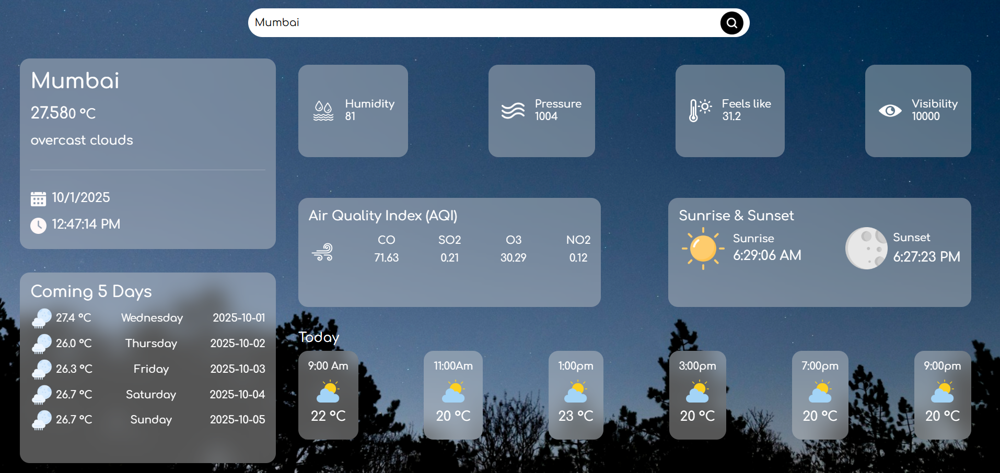 Mumbai
Mumbai
27.580 °C
overcast clouds
10/1/2025
12:47:14 PM
Humidity
81
Pressure
1004
Feels like
31.2
Visibility
10000
Air Quality Index (AQI)
CO SO2 O3 NO2
71.63 0.21 30.29 0.12
Sunrise & Sunset
Sunrise
6:29:06 AM
Sunset
6:27:23 PM
Coming 5 Days
27.4 °C Wednesday 2025-10-01
26.0 °C Thursday 2025-10-02
26.3 °C Friday 2025-10-03
26.7 °C Saturday 2025-10-04
26.7 °C Sunday 2025-10-05
Today
9:00 Am 11:00Am 1:00pm 3:00pm 7:00pm 9:00pm
22 °C 20 °C 23 °C 20 °C 20 °C 20 °C